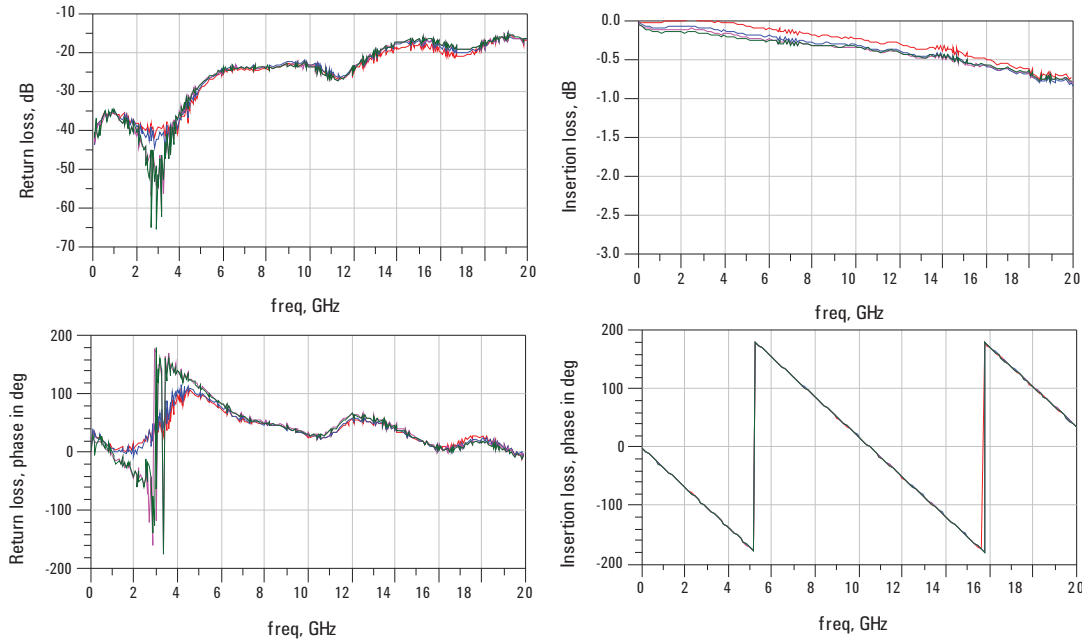 Return loss, dB
-10
-20
-30
-40
-50
-60
-70
0 2 4 6 8 10 12 14 16 18 20
freq, GHz
Insertion loss, dB
0.0
-0.5
-1.0
-1.5
-2.0
-2.5
-3.0
0 2 4 6 8 10 12 14 16 18 20
freq, GHz
Return loss, phase in deg
200
100
0
-100
-200
0 2 4 6 8 10 12 14 16 18 20
freq, GHz
Insertion loss, phase in deg
200
100
0
-100
-200
0 2 4 6 8 10 12 14 16 18 20
freq, GHz